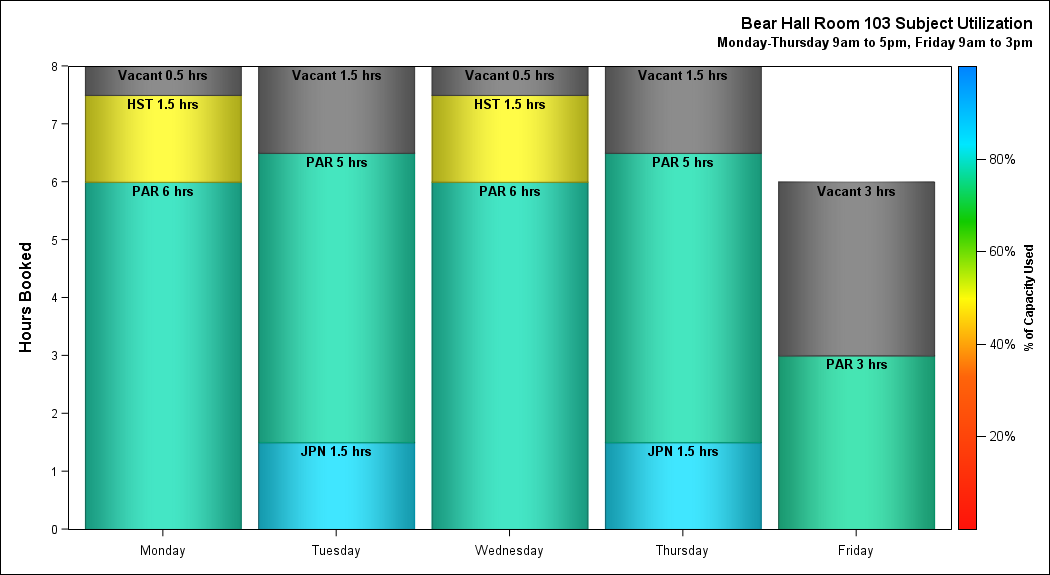 Bear Hall Room 103 Subject Utilization
Monday-Thursday 9am to 5pm, Friday 9am to 3pm
Hours Booked
8
7
6
5
4
3
2
1
0
Vacant 0.5 hrs
HST 1.5 hrs
PAR 6 hrs
Vacant 1.5 hrs
PAR 5 hrs
JPN 1.5 hrs
Vacant 0.5 hrs
HST 1.5 hrs
PAR 6 hrs
Vacant 1.5 hrs
PAR 5 hrs
JPN 1.5 hrs
Vacant 3 hrs
PAR 3 hrs
Monday
Tuesday
Wednesday
Thursday
Friday
80%
60%
40%
20%
% of Capacity Used